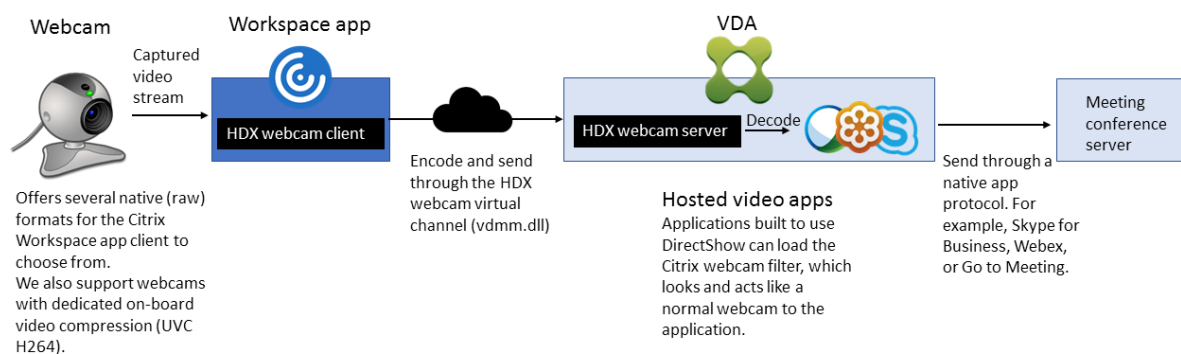 Webcam
Captured
video
stream
Offers several native (raw)
formats for the Citrix
Workspace app client to
choose from.
We also support webcams
with dedicated on-board
video compression (UVC
H264).
Workspace app
HDX webcam client
Encode and send
through the HDX
webcam virtual
channel (vdmm.dll)
VDA
HDX webcam server
Decode
Hosted video apps
Applications built to use
DirectShow can load the
Citrix webcam filter, which
looks and acts like a
normal webcam to the
application.
Send through a
native app
protocol. For
example, Skype for
Business, Webex,
or Go to Meeting.
Meeting
conference
server